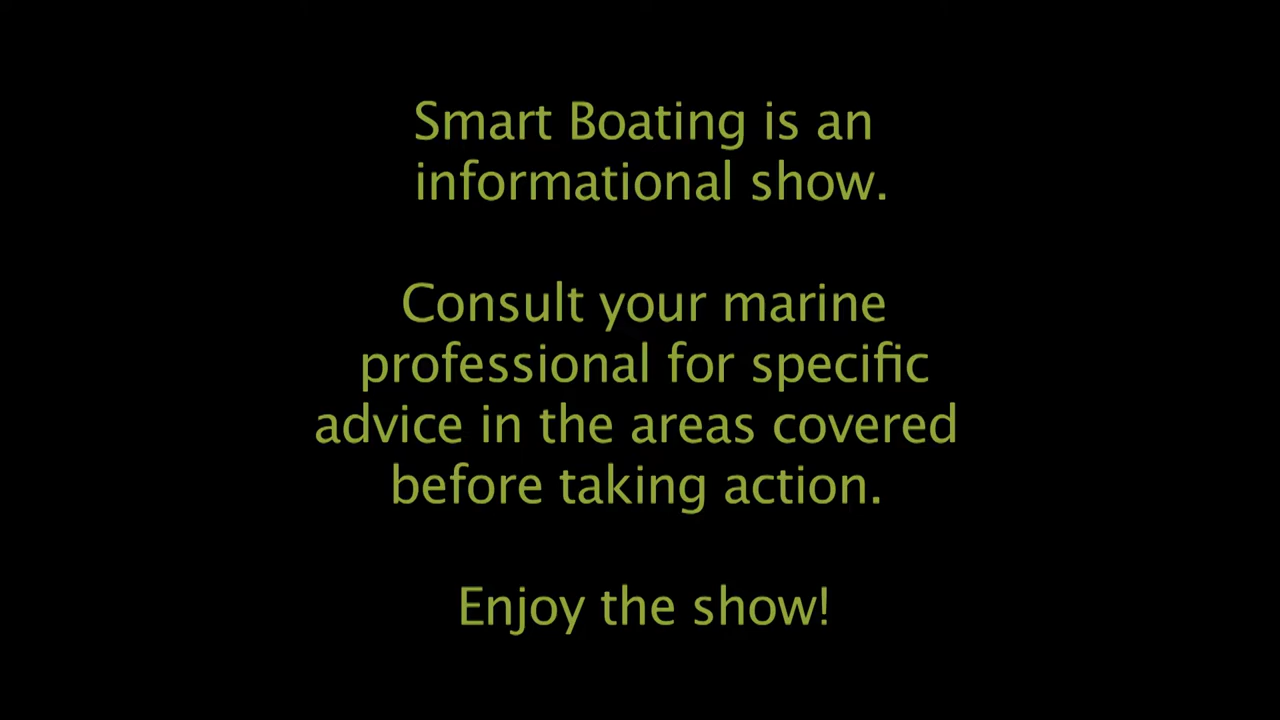 Smart Boating is an
informational show.
Consult your marine
professional for specific
advice in the areas covered
before taking action.
Enjoy the show!